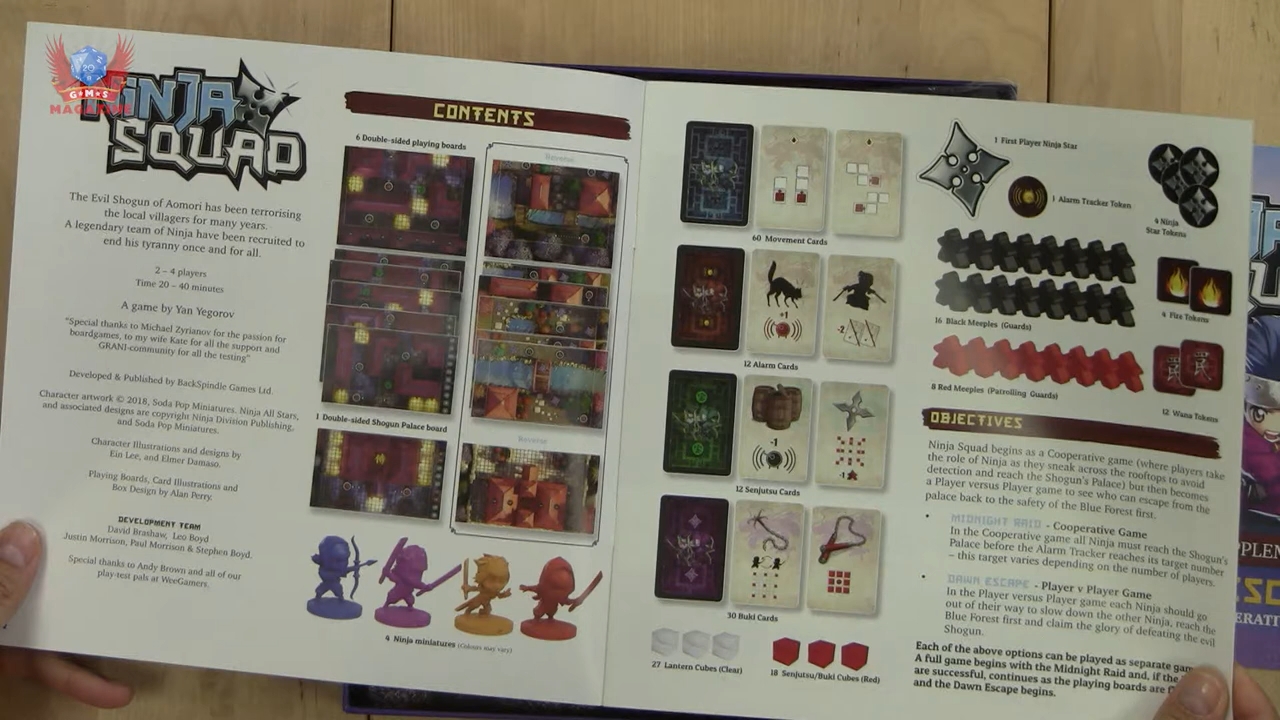 GMS
MAGAZINE
NINJA
SQUAD
The Evil Shogun of Aomori has been terrorising
the local villagers for many years.
A legendary team of Ninja have been recruited to
end his tyranny once and for all.
2 – 4 players
Time 20 – 40 minutes
A game by Yan Yegorov
"Special thanks to Michael Zyrianov for the passion for
boardgames, to my wife Kate for all the support and
GRANI-community for all the testing"
Developed & Published by BackSpindle Games Ltd.
Character artwork © 2018, Soda Pop Miniatures. Ninja All Stars,
and associated designs are copyright Ninja Division Publishing,
and Soda Pop Miniatures.
Character Illustrations and designs by
Ein Lee, and Elmer Damaso.
Playing Boards, Card Illustrations and
Box Design by Alan Perry.
DEVELOPMENT TEAM
David Brashaw, Leo Boyd
Justin Morrison, Paul Morrison & Stephen Boyd.
Special thanks to Andy Brown and all of our
play-test pals at WeeGamers.
CONTENTS
6 Double-sided playing boards
Reverse
1 Double-sided Shogun Palace board
Reverse
4 Ninja miniatures (Colours may vary)
60 Movement Cards
+1
-2
12 Alarm Cards
-1
12 Senjutsu Cards
30 Buki Cards
27 Lantern Cubes (Clear)
18 Senjutsu/Buki Cubes (Red)
1 First Player Ninja Star
1 Alarm Tracker Token
4 Ninja
Star Tokens
16 Black Meeples (Guards)
4 Fire Tokens
8 Red Meeples (Patrolling Guards)
12 Wana Tokens
OBJECTIVES
Ninja Squad begins as a Cooperative game (where players take
the role of Ninja as they sneak across the rooftops to avoid
detection and reach the Shogun's Palace) but then becomes
a Player versus Player game to see who can escape from the
palace back to the safety of the Blue Forest first.
• MIDNIGHT RAID - Cooperative Game
In the Cooperative game all Ninja must reach the Shogun's
Palace before the Alarm Tracker reaches its target number
– this target varies depending on the number of players.
• DAWN ESCAPE - Player v Player Game
In the Player versus Player game each Ninja should go
out of their way to slow down the other Ninja, reach the
Blue Forest first and claim the glory of defeating the evil
Shogun.
Each of the above options can be played as separate
A full game begins with the Midnight Raid and, if the
are successful, continues as the playing boards are
and the Dawn Escape begins.